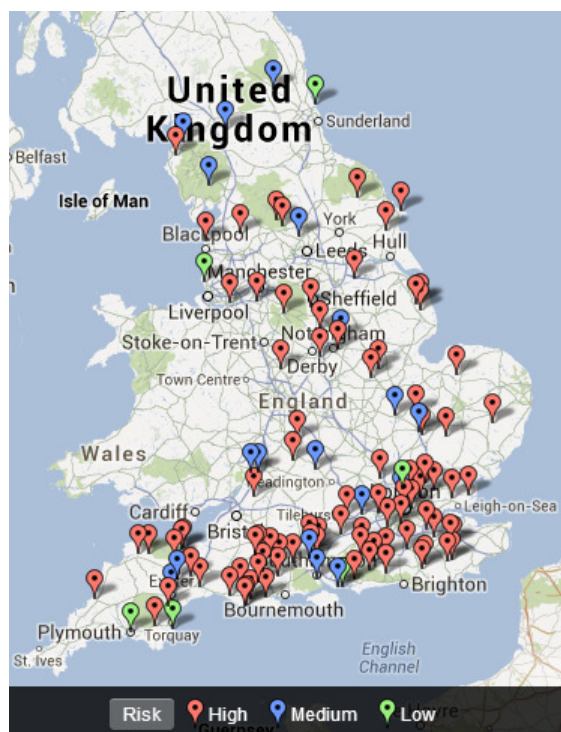 United
Kingdom
Sunderland
Belfast
Isle of Man
York
Blackpool
Leeds
Hull
Manchester
Liverpool
Sheffield
Stoke-on-Trent
Derby
Town Centre
England
Wales
Cardiff
Leigh-on-Sea
Brighton
Bournemouth
Plymouth
Torquay
St. Ives
English
Channel
Risk High Medium Low